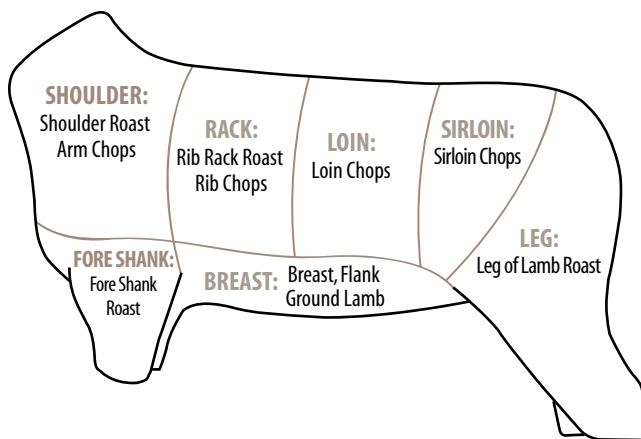 SHOULDER:
Shoulder Roast
Arm Chops
RACK:
Rib Rack Roast
Rib Chops
LOIN:
Loin Chops
SIRLOIN:
Sirloin Chops
LEG:
Leg of Lamb Roast
FORE SHANK:
Fore Shank
Roast
BREAST: Breast, Flank
Ground Lamb